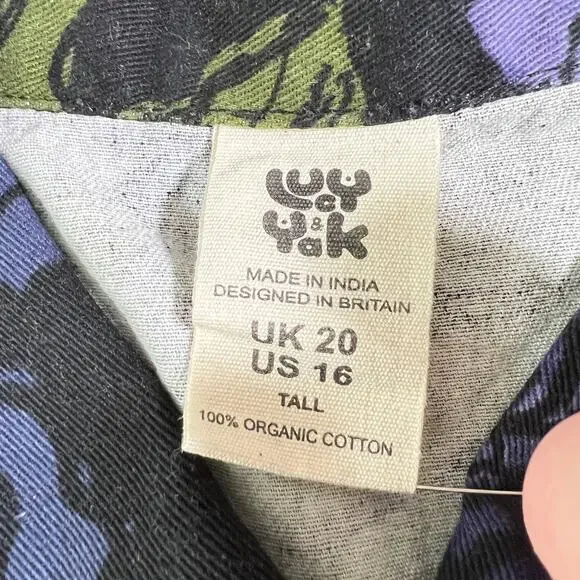 Lucy
&
Yak
MADE IN INDIA
DESIGNED IN BRITAIN
UK 20
US 16
TALL
100% ORGANIC COTTON